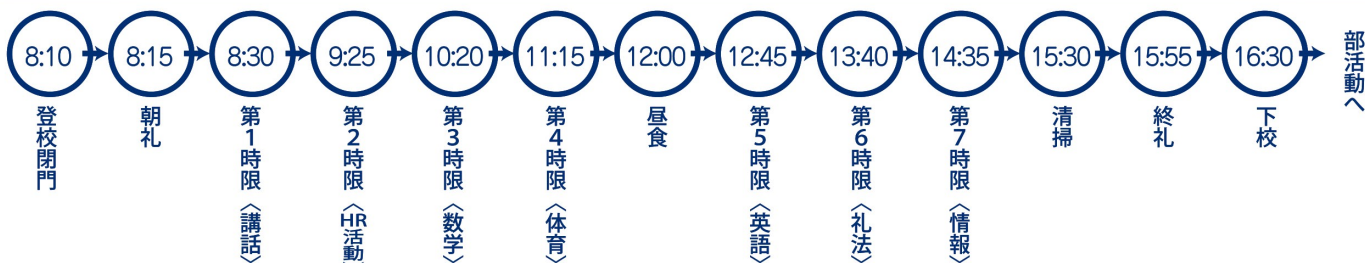 8:10
登校閉門
8:15
朝礼
8:30
第1時限〈講話〉
9:25
第2時限〈HR活動
10:20
第3時限〈数学〉
11:15
第4時限〈体育〉
12:00
昼食
12:45
第5時限〈英語〉
13:40
第6時限〈礼法〉
14:35
第7時限〈情報〉
15:30
清掃
15:55
終礼
16:30
下校
部活動へ